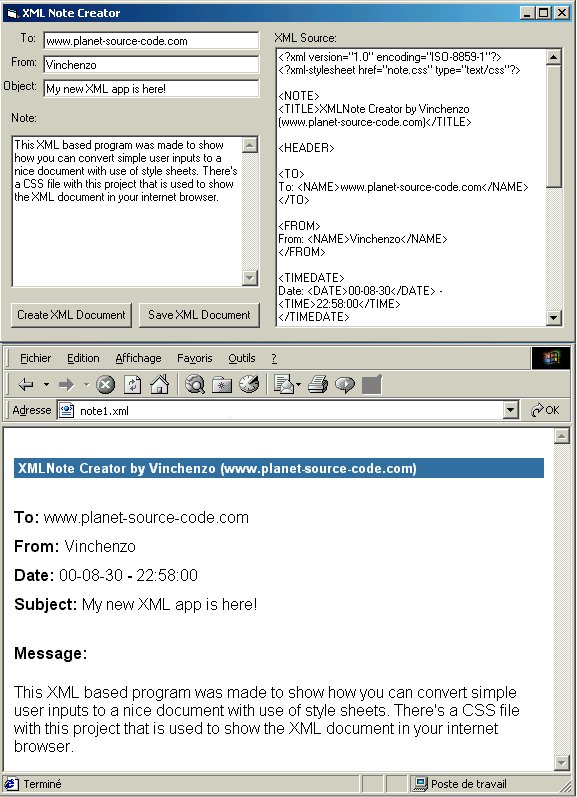 XML Note Creator
To: www.planet-source-code.com
From: Vinchenzo
Object: My new XML app is here!
Note:
This XML based program was made to show
how you can convert simple user inputs to a
nice document with use of style sheets. There's
a CSS file with this project that is used to show
the XML document in your internet browser.
Create XML Document Save XML Document
XML Source:
<?xml version="1.0" encoding="ISO-8859-1"?>
<?xml-stylesheet href="note.css" type="text/css"?>
<NOTE>
<TITLE>XMLNote Creator by Vinchenzo
(www.planet-source-code.com)</TITLE>
<HEADER>
<TO>
To: <NAME>www.planet-source-code.com</NAME>
</TO>
<FROM>
From: <NAME>Vinchenzo</NAME>
</FROM>
<TIMEDATE>
Date: <DATE>00-08-30</DATE> -
<TIME>22:58:00</TIME>
</TIMEDATE>
Fichier Edition Affichage Favoris Outils ?
Adresse note1.xml OK
XMLNote Creator by Vinchenzo (www.planet-source-code.com)
To: www.planet-source-code.com
From: Vinchenzo
Date: 00-08-30 - 22:58:00
Subject: My new XML app is here!
Message:
This XML based program was made to show how you can convert simple
user inputs to a nice document with use of style sheets. There's a CSS file
with this project that is used to show the XML document in your internet
browser.
Terminé Poste de travail